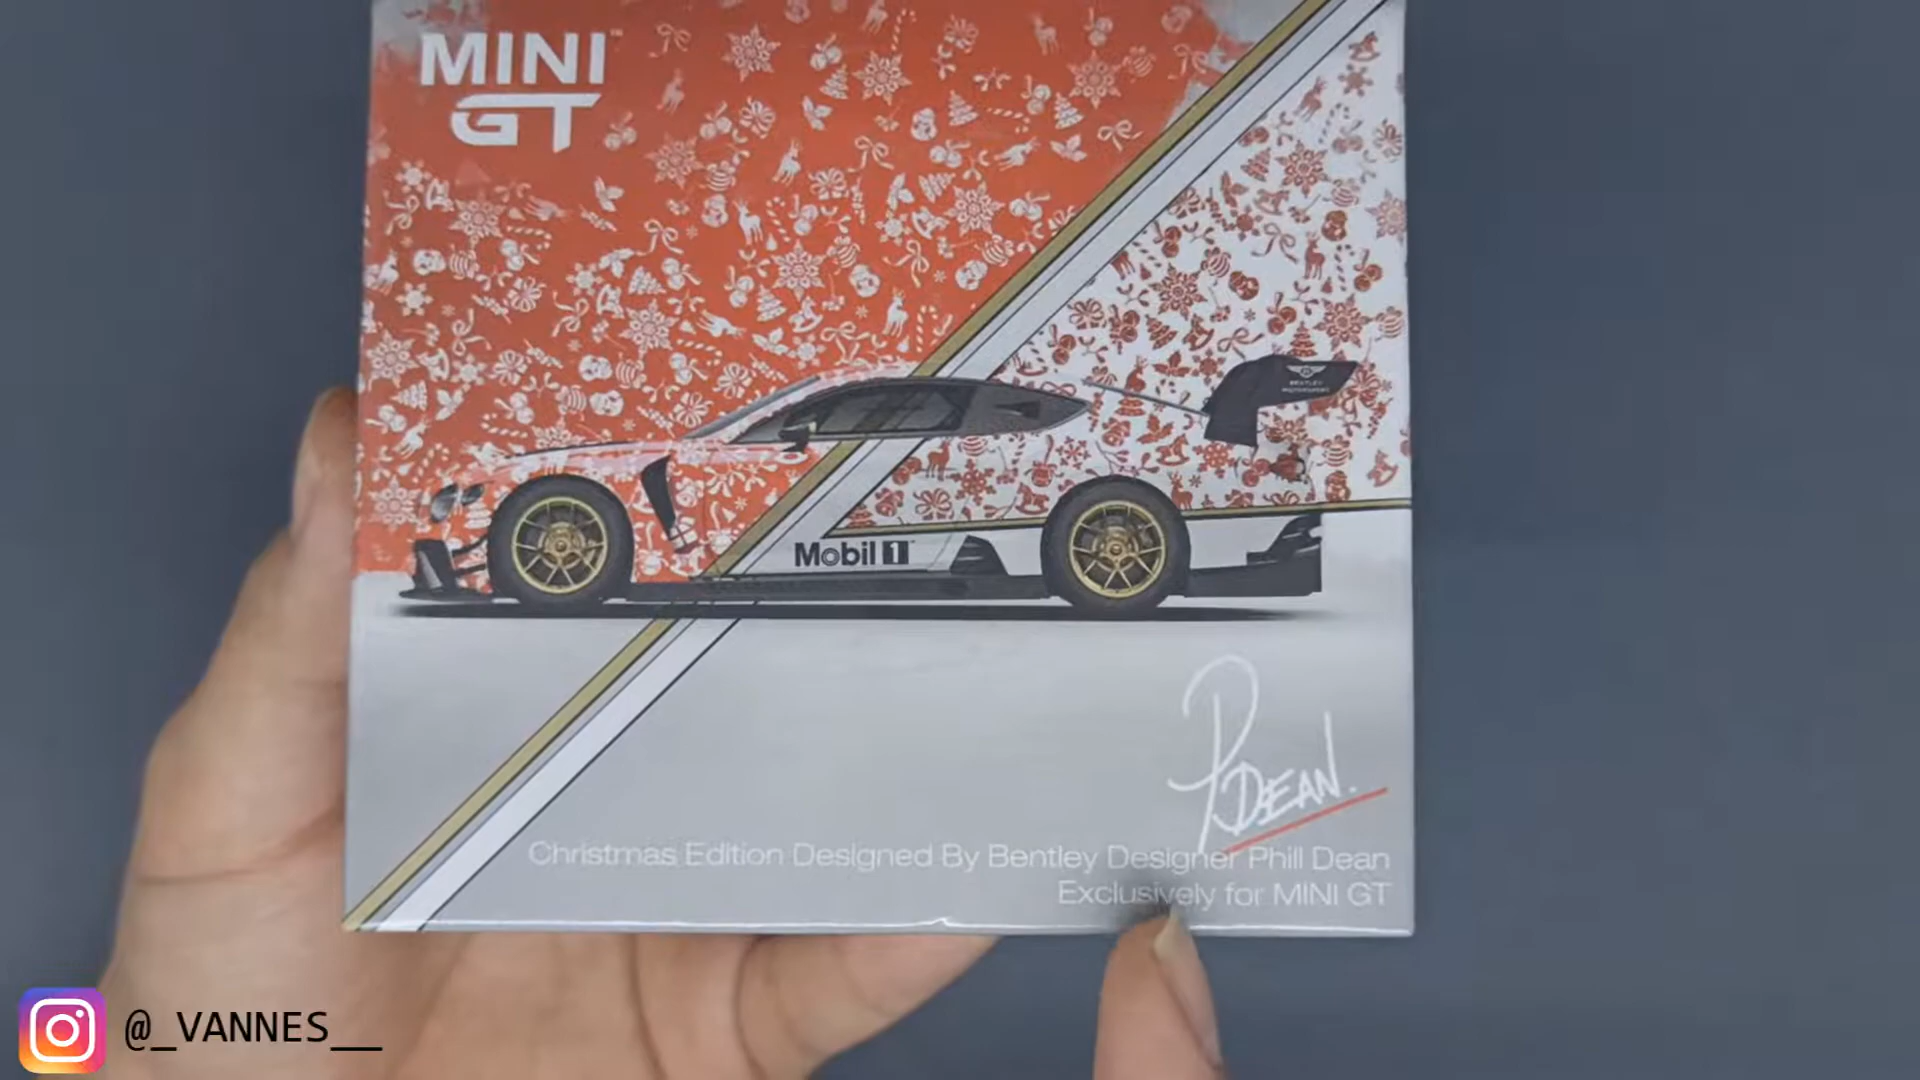 MINI
GT
BENTLEY
MOTORSPORT
Mobil 1
P DEAN.
Christmas Edition Designed By Bentley Designer Phill Dean
Exclusively for MINI GT
@_VANNES__